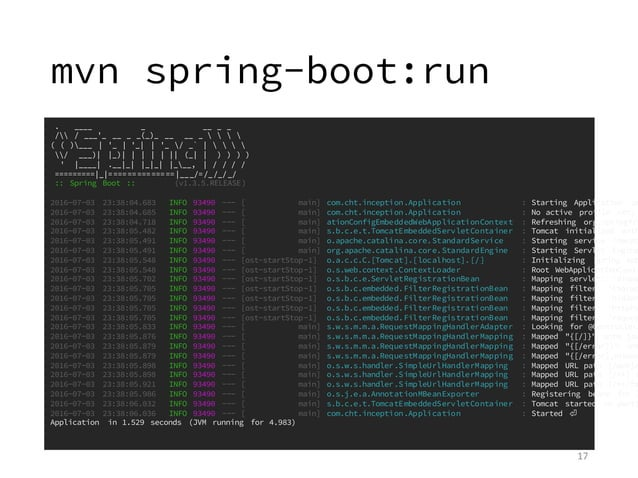 mvn spring-boot:run
:: Spring Boot :: (v1.3.5.RELEASE)
2016-07-03 23:38:04.683 INFO 93490 --- [ main] com.cht.inception.Application : Starting
2016-07-03 23:38:04.685 INFO 93490 --- [ main] com.cht.inception.Application : No active
2016-07-03 23:38:04.718 INFO 93490 --- [ main] ationConfigEmbeddedWebApplicationContext : Refreshing
2016-07-03 23:38:05.482 INFO 93490 --- [ main] s.b.c.e.t.TomcatEmbeddedServletContainer : Tomcat
2016-07-03 23:38:05.491 INFO 93490 --- [ main] o.apache.catalina.core.StandardService : Starting
2016-07-03 23:38:05.491 INFO 93490 --- [ main] org.apache.catalina.core.StandardEngine : Starting
2016-07-03 23:38:05.548 INFO 93490 --- [ost-startStop-1] o.a.c.c.C.[Tomcat].[localhost].[/] : Initializing
2016-07-03 23:38:05.548 INFO 93490 --- [ost-startStop-1] o.s.web.context.ContextLoader : Root
2016-07-03 23:38:05.702 INFO 93490 --- [ost-startStop-1] o.s.b.c.e.ServletRegistrationBean : Mapping
2016-07-03 23:38:05.705 INFO 93490 --- [ost-startStop-1] o.s.b.c.embedded.FilterRegistrationBean : Mapping
2016-07-03 23:38:05.705 INFO 93490 --- [ost-startStop-1] o.s.b.c.embedded.FilterRegistrationBean : Mapping
2016-07-03 23:38:05.705 INFO 93490 --- [ost-startStop-1] o.s.b.c.embedded.FilterRegistrationBean : Mapping
2016-07-03 23:38:05.705 INFO 93490 --- [ost-startStop-1] o.s.b.c.embedded.FilterRegistrationBean : Mapping
2016-07-03 23:38:05.833 INFO 93490 --- [ main] s.w.s.m.m.a.RequestMappingHandlerAdapter : Looking for
2016-07-03 23:38:05.876 INFO 93490 --- [ main] s.w.s.m.m.a.RequestMappingHandlerMapping : Mapped "{[/]}"
2016-07-03 23:38:05.879 INFO 93490 --- [ main] s.w.s.m.m.a.RequestMappingHandlerMapping : Mapped
2016-07-03 23:38:05.879 INFO 93490 --- [ main] s.w.s.m.m.a.RequestMappingHandlerMapping : Mapped
2016-07-03 23:38:05.898 INFO 93490 --- [ main] o.s.w.s.handler.SimpleUrlHandlerMapping : Mapped URL
2016-07-03 23:38:05.898 INFO 93490 --- [ main] o.s.w.s.handler.SimpleUrlHandlerMapping : Mapped URL
2016-07-03 23:38:05.921 INFO 93490 --- [ main] o.s.w.s.handler.SimpleUrlHandlerMapping : Mapped URL
2016-07-03 23:38:05.986 INFO 93490 --- [ main] o.s.j.e.a.AnnotationMBeanExporter : Registering
2016-07-03 23:38:06.032 INFO 93490 --- [ main] s.b.c.e.t.TomcatEmbeddedServletContainer : Tomcat started
2016-07-03 23:38:06.036 INFO 93490 --- [ main] com.cht.inception.Application : Started ⏎
Application in 1.529 seconds (JVM running for 4.983)
17